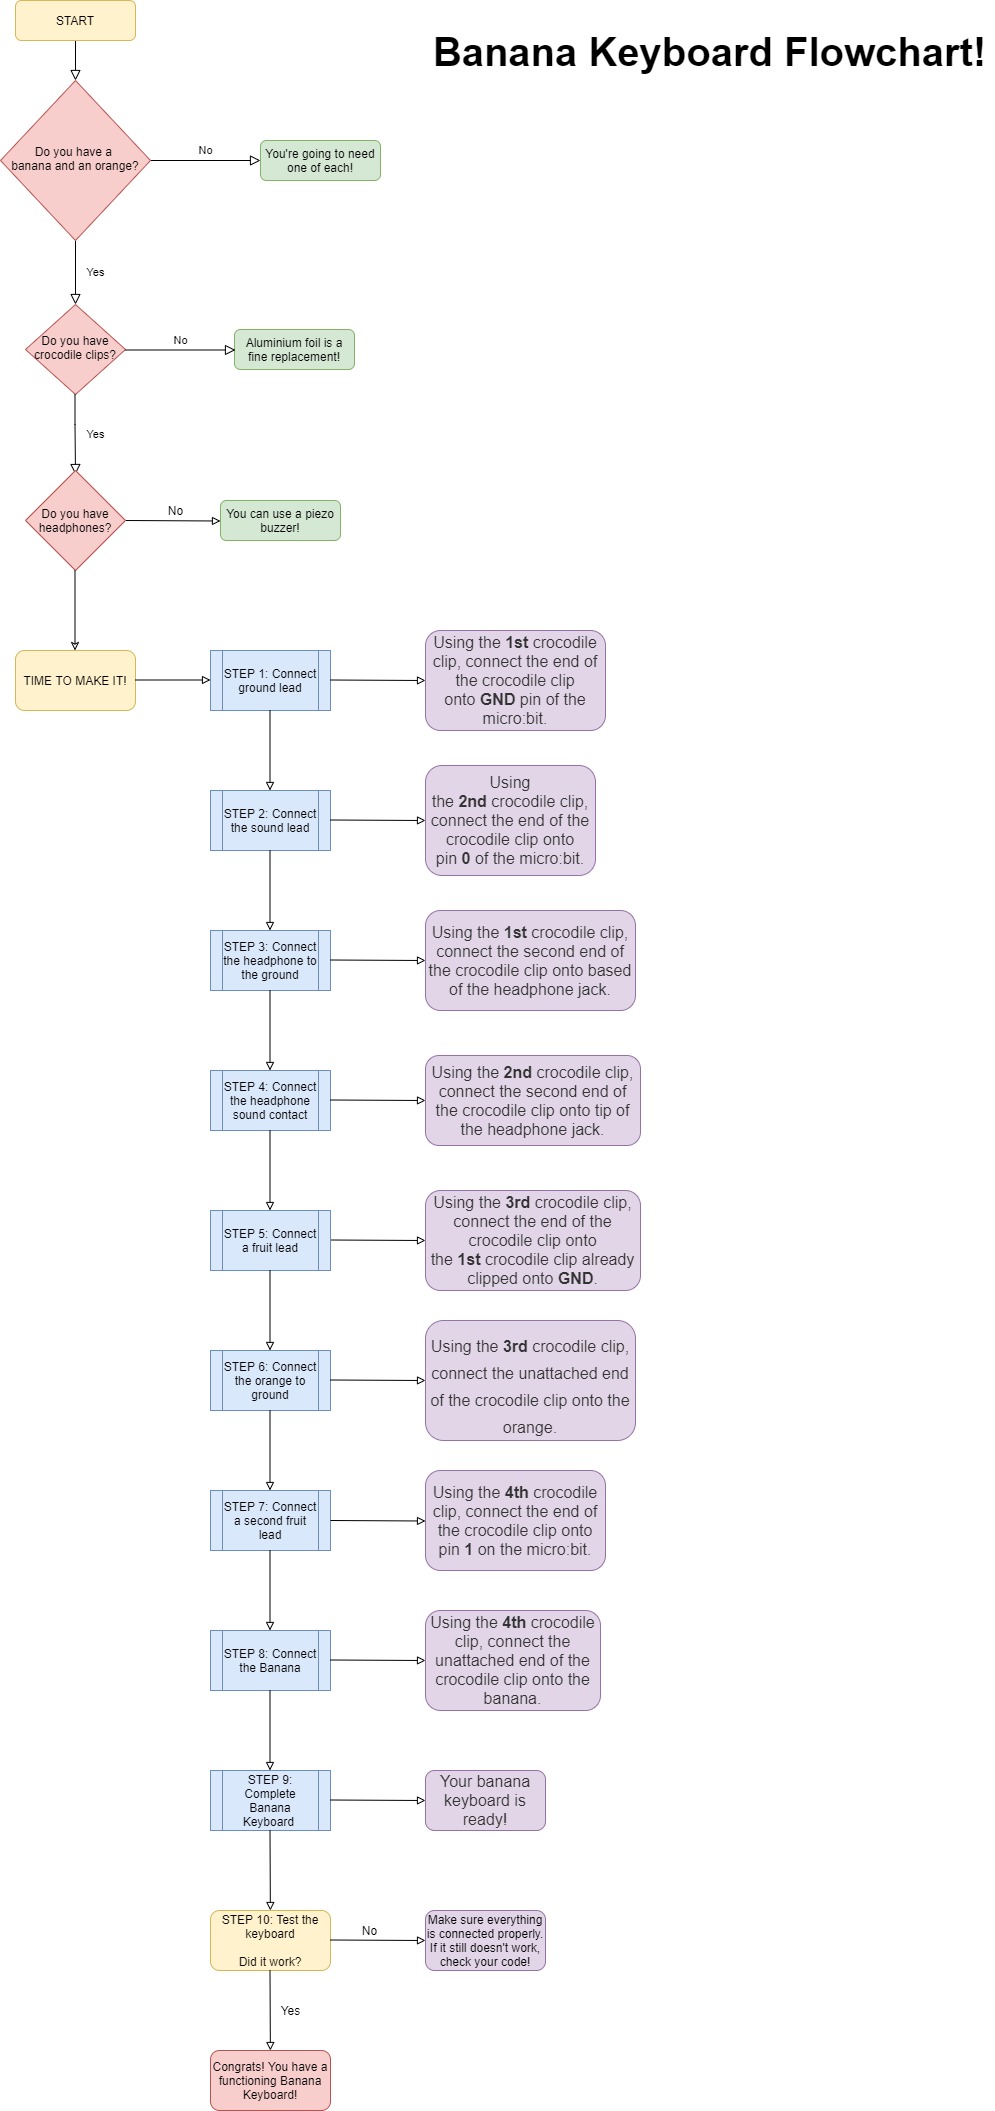 START
Banana Keyboard Flowchart!
Do you have a
banana and an orange?
No
You're going to need
one of each!
Yes
Do you have
crocodile clips?
No
Aluminium foil is a
fine replacement!
Yes
Do you have
headphones?
No
You can use a piezo
buzzer!
TIME TO MAKE IT!
STEP 1: Connect
ground lead
Using the 1st crocodile
clip, connect the end of
the crocodile clip
onto GND pin of the
micro:bit.
STEP 2: Connect
the sound lead
Using
the 2nd crocodile clip,
connect the end of the
crocodile clip onto
pin 0 of the micro:bit.
STEP 3: Connect
the headphone to
the ground
Using the 1st crocodile clip,
connect the second end of
the crocodile clip onto based
of the headphone jack.
STEP 4: Connect
the headphone
sound contact
Using the 2nd crocodile clip,
connect the second end of
the crocodile clip onto tip of
the headphone jack.
STEP 5: Connect
a fruit lead
Using the 3rd crocodile clip,
connect the end of the
crocodile clip onto
the 1st crocodile clip already
clipped onto GND.
STEP 6: Connect
the orange to
ground
Using the 3rd crocodile clip,
connect the unattached end
of the crocodile clip onto the
orange.
STEP 7: Connect
a second fruit
lead
Using the 4th crocodile
clip, connect the end of
the crocodile clip onto
pin 1 on the micro:bit.
STEP 8: Connect
the Banana
Using the 4th crocodile
clip, connect the
unattached end of the
crocodile clip onto the
banana.
STEP 9:
Complete
Banana
Keyboard
Your banana
keyboard is
ready!
STEP 10: Test the
keyboard
Did it work?
No
Make sure everything
is connected properly.
If it still doesn't work,
check your code!
Yes
Congrats! You have a
functioning Banana
Keyboard!